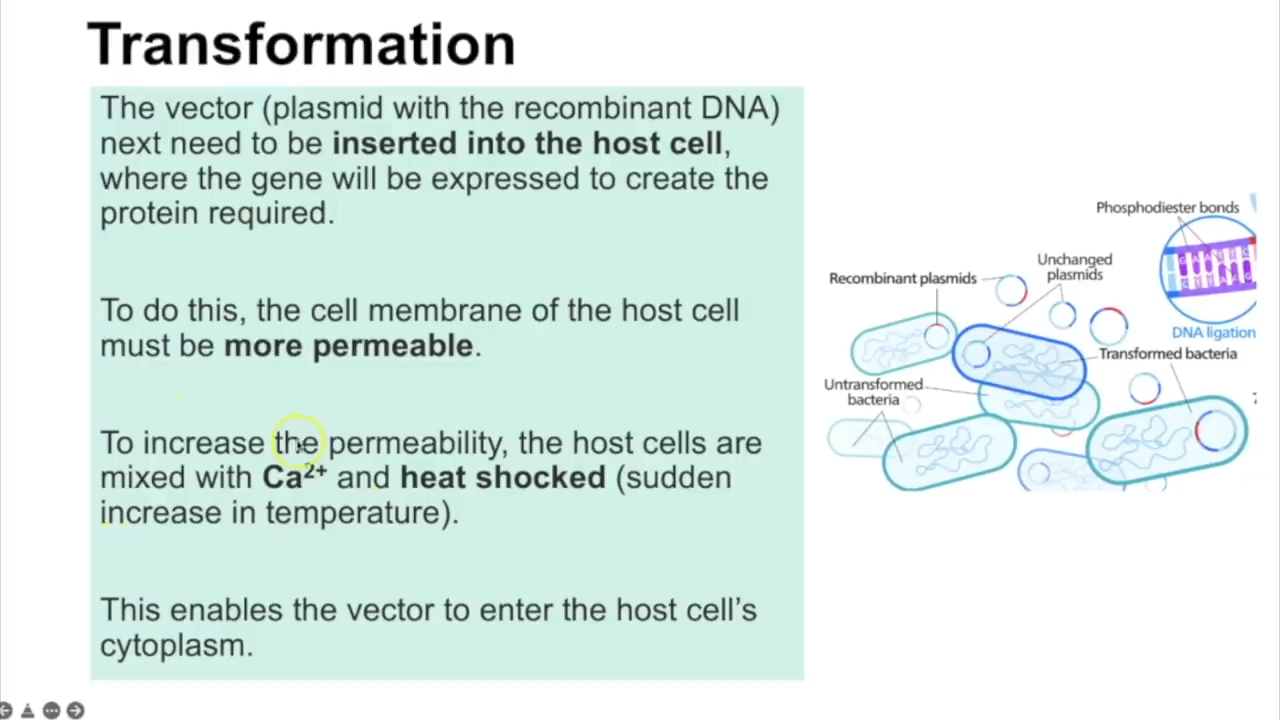 Transformation
The vector (plasmid with the recombinant DNA)
next need to be inserted into the host cell,
where the gene will be expressed to create the
protein required.
To do this, the cell membrane of the host cell
must be more permeable.
To increase the permeability, the host cells are
mixed with Ca²⁺ and heat shocked (sudden
increase in temperature).
This enables the vector to enter the host cell’s
cytoplasm.
Phosphodiester bonds
Unchanged
plasmids
Recombinant plasmids
DNA ligation
Transformed bacteria
Untransformed
bacteria